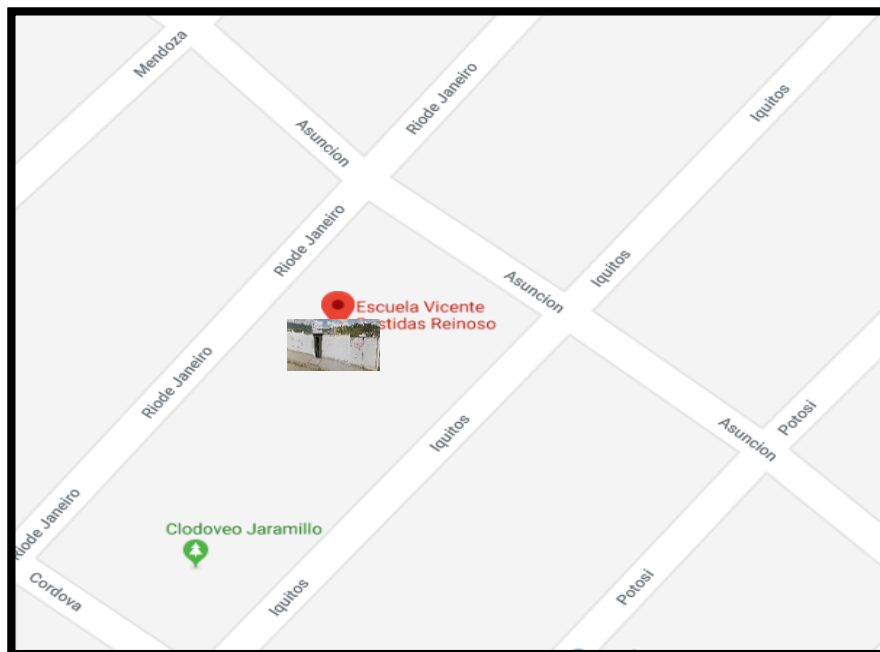 Mendoza
Riode Janeiro
Iquitos
Asuncion
Riode Janeiro
Iquitos
Asuncion
Escuela Vicente
Reinoso
Riode Janeiro
Potosi
Iquitos
Asuncion
Riode Janeiro
Clodoveo Jaramillo
Cordova
Iquitos
Potosi